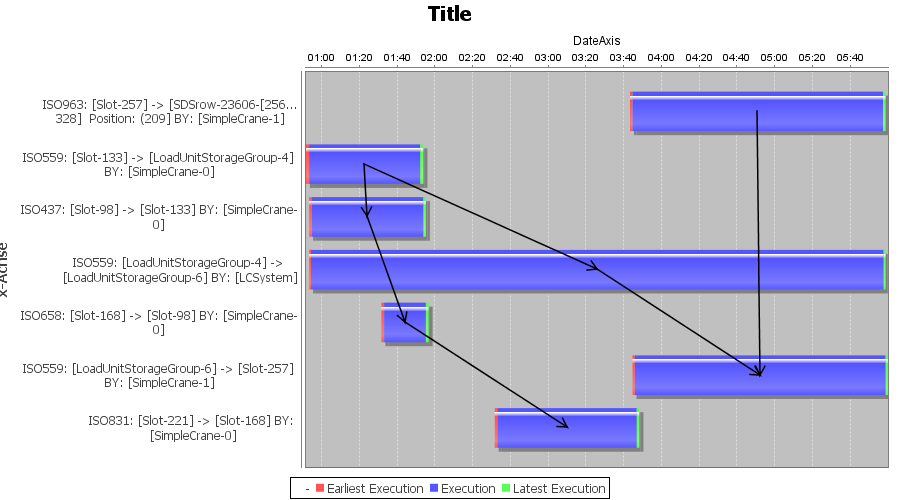 Title
DateAxis
01:00 01:20 01:40 02:00 02:20 02:40 03:00 03:20 03:40 04:00 04:20 04:40 05:00 05:20 05:40
ISO963: [Slot-257] -> [SDSrow-23606-[256...
328]  Position: (209) BY: [SimpleCrane-1]
ISO559: [Slot-133] -> [LoadUnitStorageGroup-4]
BY: [SimpleCrane-0]
ISO437: [Slot-98] -> [Slot-133] BY: [SimpleCrane-
0]
ISO559: [LoadUnitStorageGroup-4] ->
[LoadUnitStorageGroup-6] BY: [LCSystem]
ISO658: [Slot-168] -> [Slot-98] BY: [SimpleCrane-
0]
ISO559: [LoadUnitStorageGroup-6] -> [Slot-257]
BY: [SimpleCrane-1]
ISO831: [Slot-221] -> [Slot-168] BY:
[SimpleCrane-0]
x-Achse
- Earliest Execution Execution Latest Execution